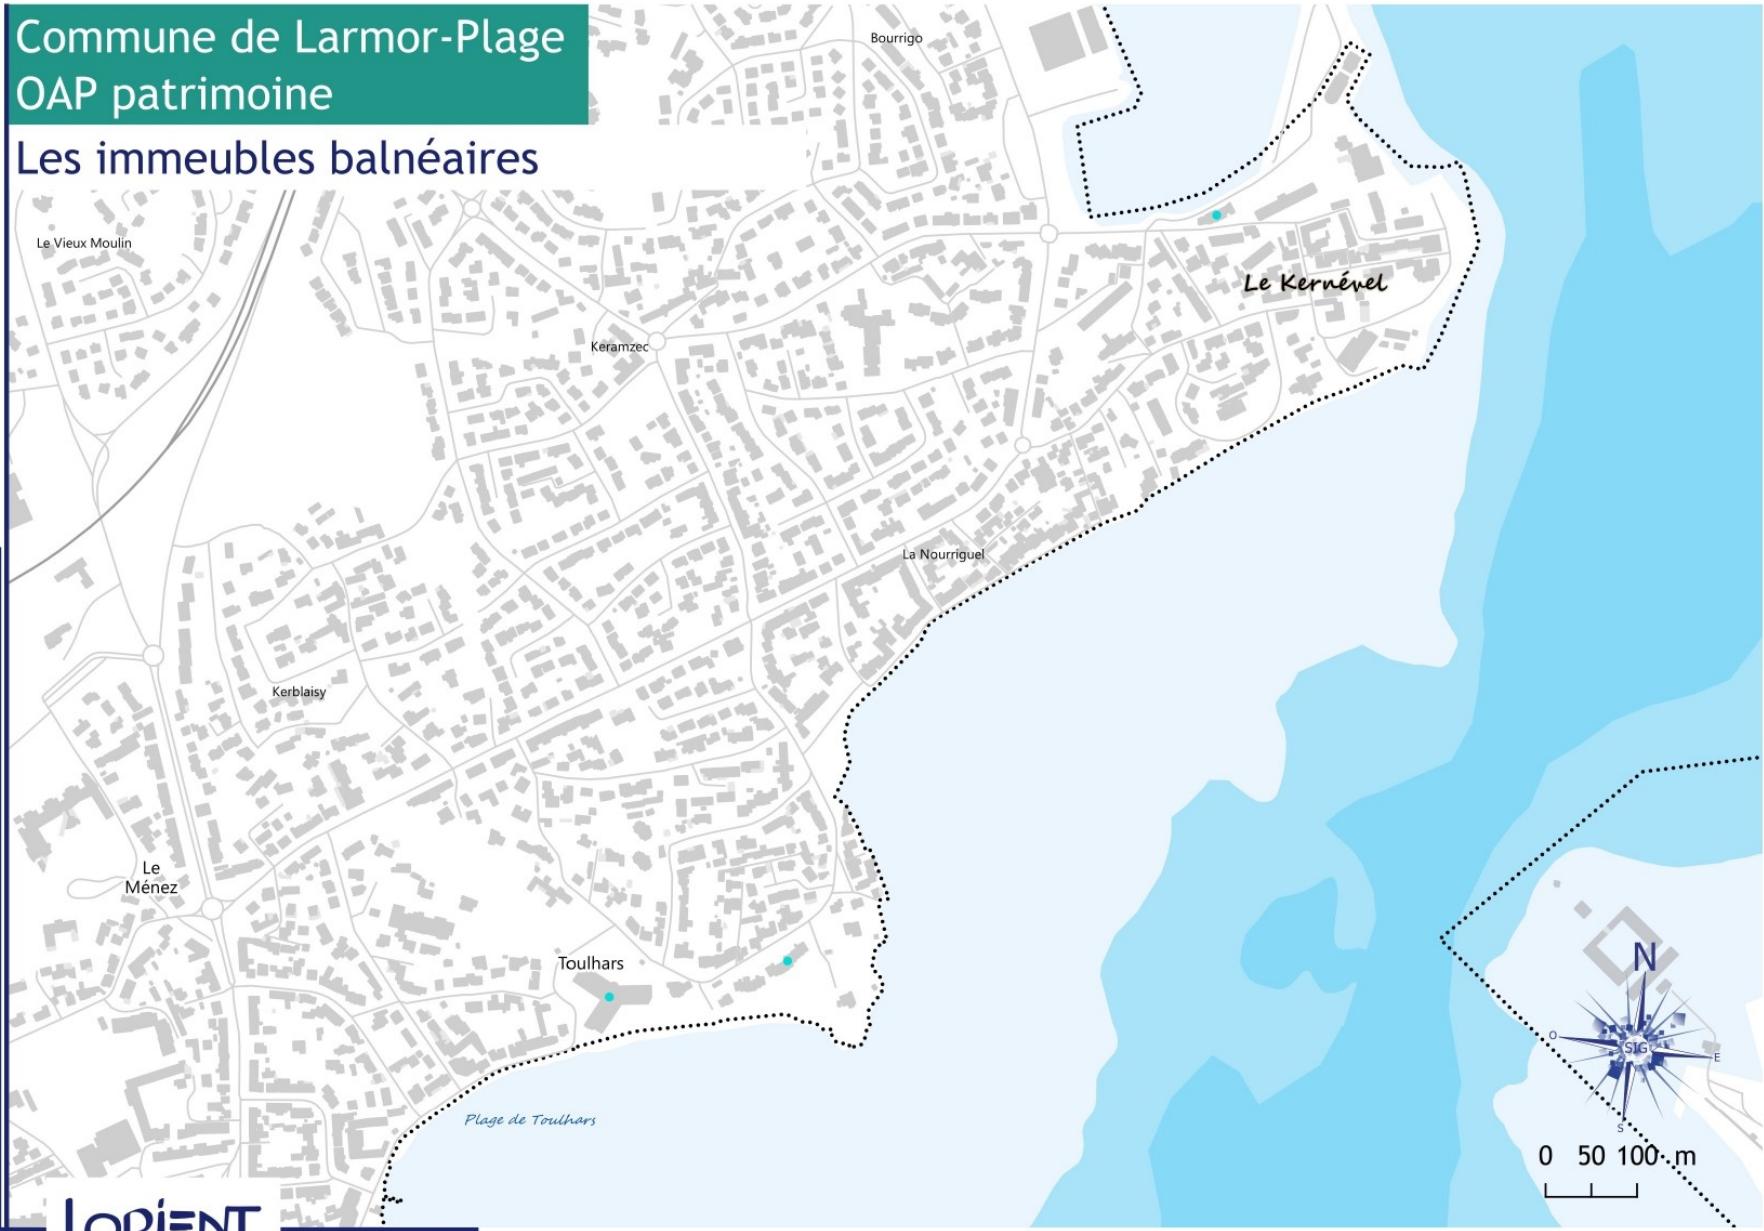 Commune de Larmor-Plage
OAP patrimoine
Les immeubles balnéaires
Bourrigo
Le Vieux Moulin
Le Kernével
Keramzec
La Nourriguel
Kerblaisy
Le
Ménez
Toulhars
Plage de Toulhars
N
O
SIG
E
S
0 50 100 m
LORIENT